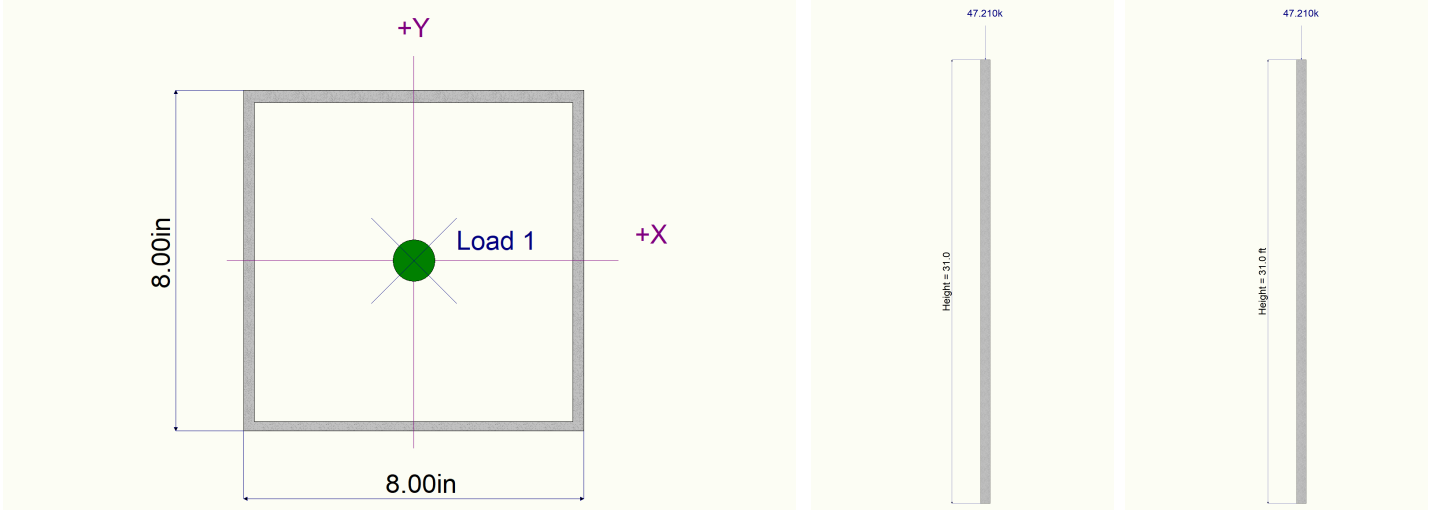 +Y
Load 1
+X
8.00in
8.00in
47.210k
Height = 31.0
47.210k
Height = 31.0 ft